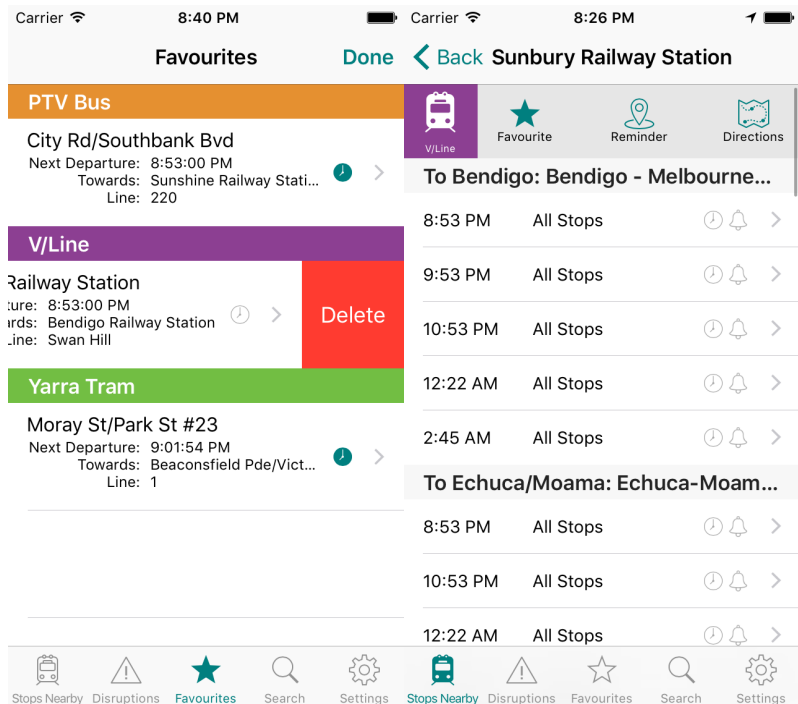 Carrier 8:40 PM
Favourites Done
PTV Bus
City Rd/Southbank Bvd
Next Departure: 8:53:00 PM
Towards: Sunshine Railway Stati...
Line: 220
V/Line
Railway Station
ture: 8:53:00 PM
ards: Bendigo Railway Station
Line: Swan Hill
Delete
Yarra Tram
Moray St/Park St #23
Next Departure: 9:01:54 PM
Towards: Beaconsfield Pde/Vict...
Line: 1
Stops Nearby Disruptions Favourites Search Settings
Carrier 8:26 PM
Back Sunbury Railway Station
V/Line Favourite Reminder Directions
To Bendigo: Bendigo - Melbourne...
8:53 PM All Stops
9:53 PM All Stops
10:53 PM All Stops
12:22 AM All Stops
2:45 AM All Stops
To Echuca/Moama: Echuca-Moam...
8:53 PM All Stops
10:53 PM All Stops
12:22 AM All Stops
Stops Nearby Disruptions Favourites Search Settings